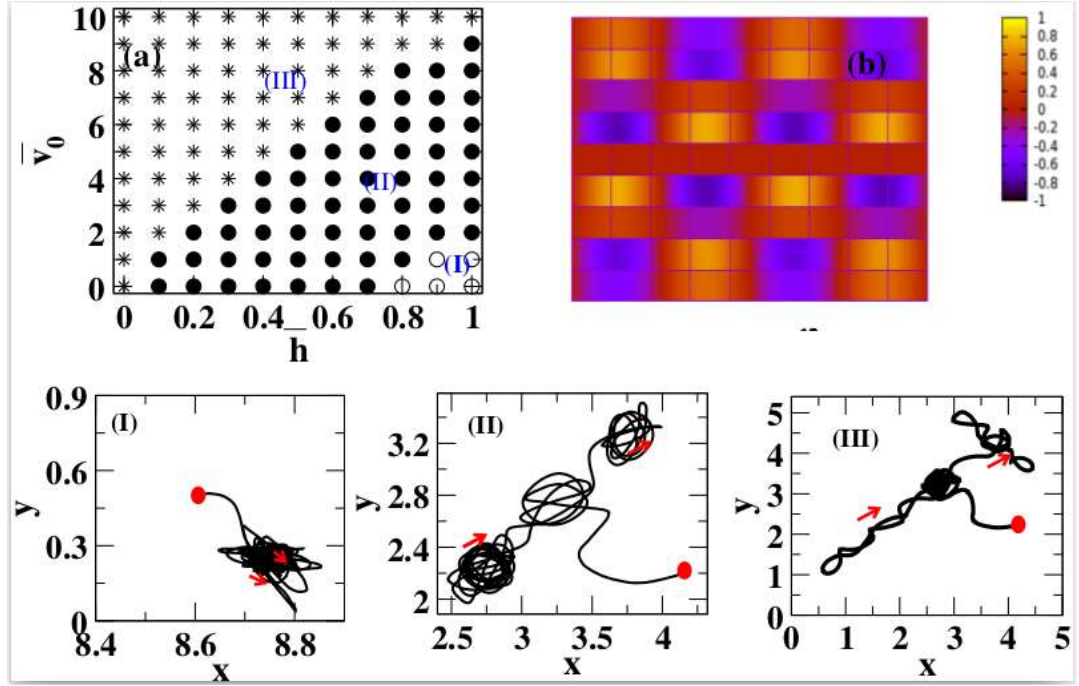 10
8
6
4
2
0
v̅₀
(a)
(III)
(II)
(I)
0 0.2 0.4 0.6 0.8 1
h̅
(b)
1
0.8
0.6
0.4
0.2
0
-0.2
-0.4
-0.6
-0.8
-1
(I)
0.9
0.6
0.3
0
y
8.4 8.6 8.8
x
(II)
3.2
2.8
2.4
2
y
2.5 3 3.5 4
x
(III)
5
4
3
2
1
0
y
0 1 2 3 4 5
x